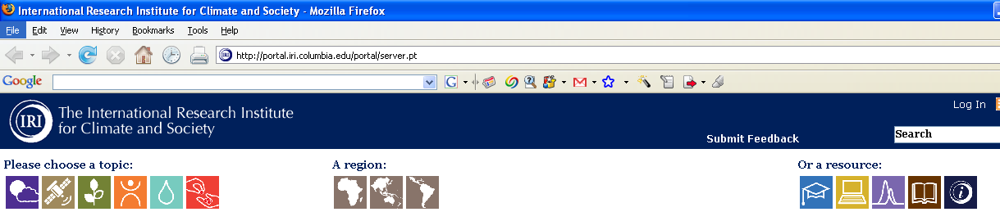 International Research Institute for Climate and Society - Mozilla Firefox
File Edit View History Bookmarks Tools Help
IRI http://portal.iri.columbia.edu/portal/server.pt
Google G
Log In
IRI The International Research Institute
for Climate and Society
Submit Feedback Search
Please choose a topic: A region: Or a resource:
i